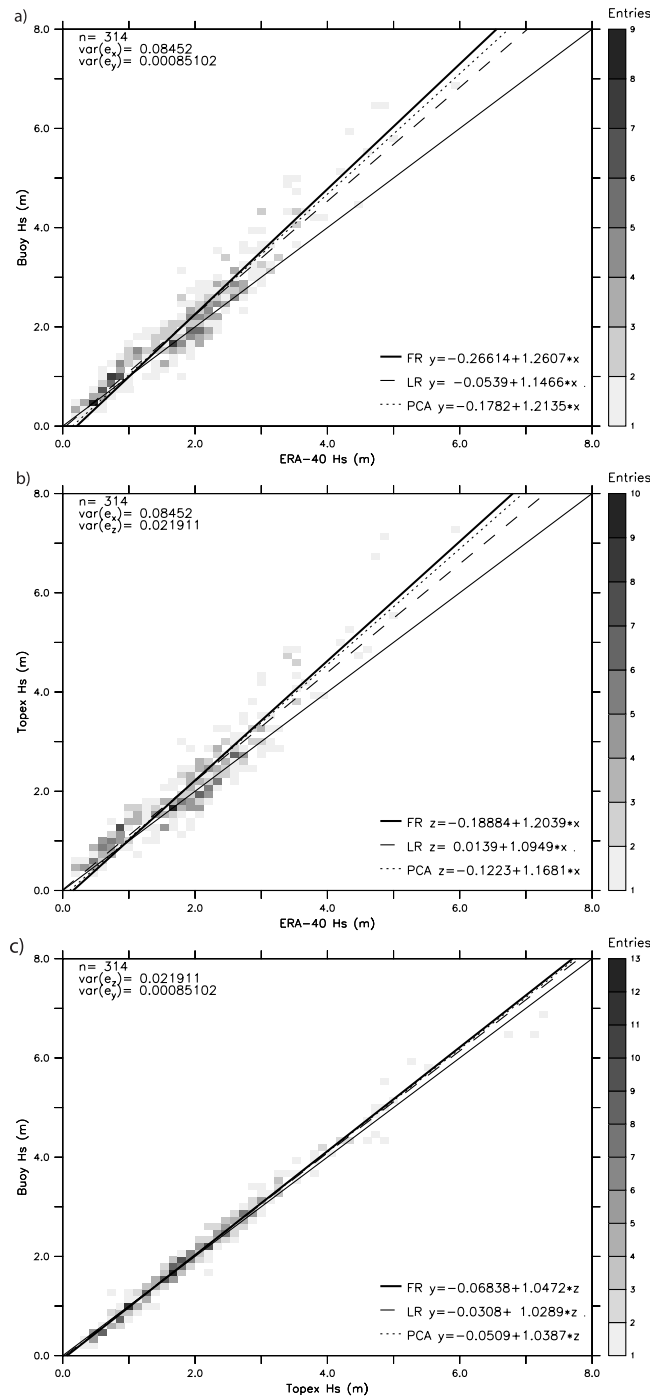 a)
Entries
n= 314
var(ex)= 0.08452
var(ey)= 0.00085102
8.0
6.0
4.0
2.0
0.0
Buoy Hs (m)
FR y=-0.26614+1.2607*x
LR y= -0.0539+1.1466*x .
PCA y=-0.1782+1.2135*x
9
8
7
6
5
4
3
2
1
0.0 2.0 4.0 6.0 8.0
ERA-40 Hs (m)
b)
Entries
n= 314
var(ex)= 0.08452
var(ez)= 0.021911
8.0
6.0
4.0
2.0
0.0
Topex Hs (m)
FR z=-0.18884+1.2039*x
LR z= 0.0139+1.0949*x .
PCA z=-0.1223+1.1681*x
10
9
8
7
6
5
4
3
2
1
0.0 2.0 4.0 6.0 8.0
ERA-40 Hs (m)
c)
Entries
n= 314
var(ez)= 0.021911
var(ey)= 0.00085102
8.0
6.0
4.0
2.0
0.0
Buoy Hs (m)
FR y=-0.06838+1.0472*z
LR y=-0.0308+ 1.0289*z .
PCA y=-0.0509+1.0387*z
13
12
11
10
9
8
7
6
5
4
3
2
1
0.0 2.0 4.0 6.0 8.0
Topex Hs (m)